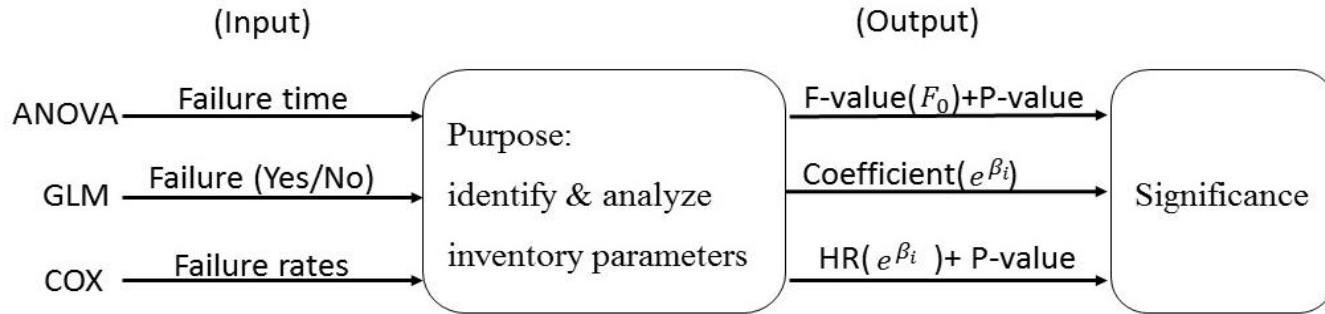 (Input)
(Output)
ANOVA
Failure time
F-value(F₀)+P-value
GLM
Failure (Yes/No)
Purpose:
identify & analyze
inventory parameters
Coefficient(e^βᵢ)
Significance
COX
Failure rates
HR(e^βᵢ )+ P-value